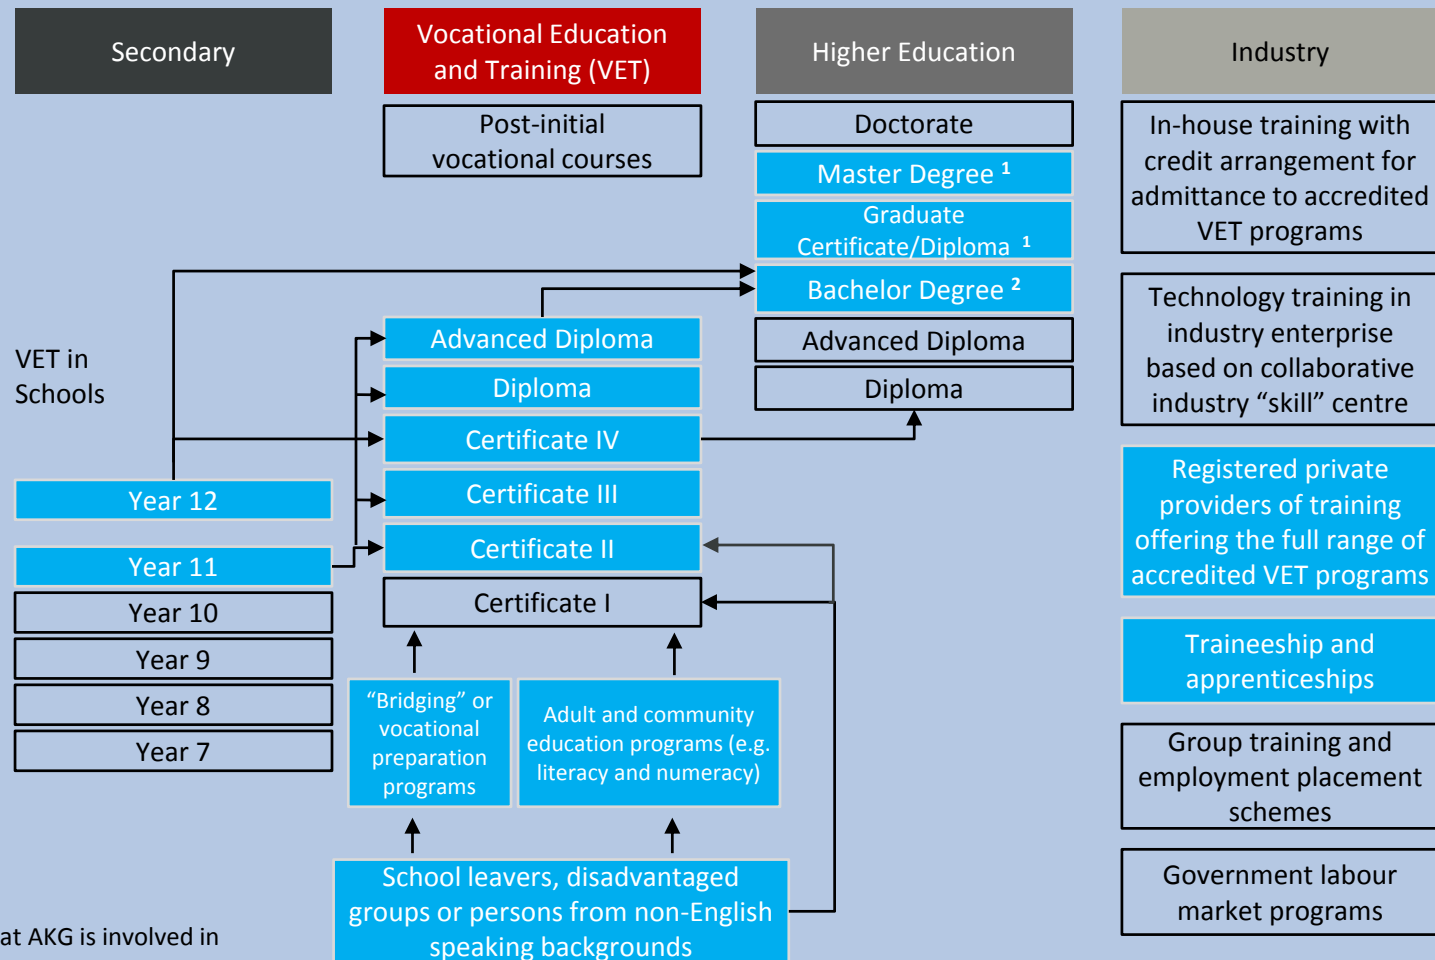 Secondary
Vocational Education
and Training (VET)
Higher Education
Industry
Post-initial
vocational courses
Doctorate
Master Degree 1
Graduate
Certificate/Diploma 1
Bachelor Degree 2
Advanced Diploma
Diploma
In-house training with
credit arrangement for
admittance to accredited
VET programs
Technology training in
industry enterprise
based on collaborative
industry “skill” centre
Registered private
providers of training
offering the full range of
accredited VET programs
Traineeship and
apprenticeships
Group training and
employment placement
schemes
Government labour
market programs
Advanced Diploma
Diploma
Certificate IV
Certificate III
Certificate II
Certificate I
VET in
Schools
Year 12
Year 11
Year 10
Year 9
Year 8
Year 7
“Bridging” or
vocational
preparation
programs
Adult and community
education programs (e.g.
literacy and numeracy)
School leavers, disadvantaged
groups or persons from non-English
speaking backgrounds
at AKG is involved in